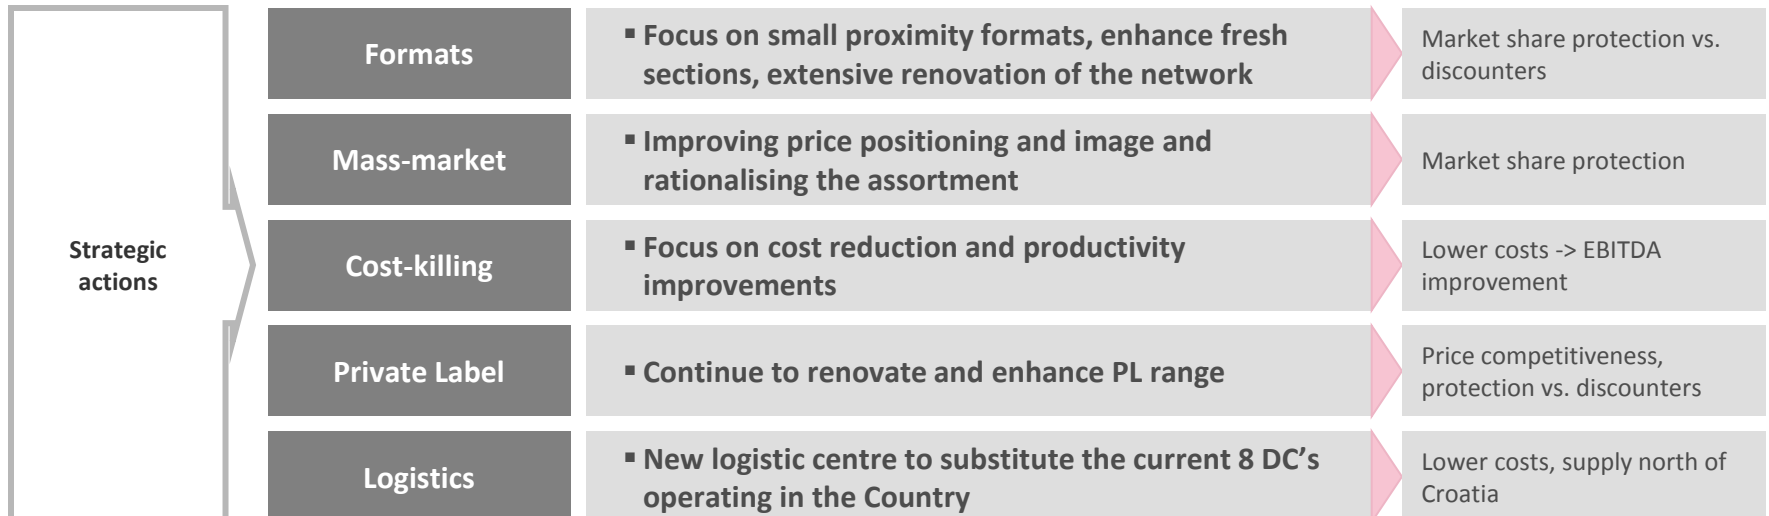 Strategic
actions
Formats
▪ Focus on small proximity formats, enhance fresh
sections, extensive renovation of the network
Market share protection vs.
discounters
Mass-market
▪ Improving price positioning and image and
rationalising the assortment
Market share protection
Cost-killing
▪ Focus on cost reduction and productivity
improvements
Lower costs -> EBITDA
improvement
Private Label
▪ Continue to renovate and enhance PL range
Price competitiveness,
protection vs. discounters
Logistics
▪ New logistic centre to substitute the current 8 DC’s
operating in the Country
Lower costs, supply north of
Croatia